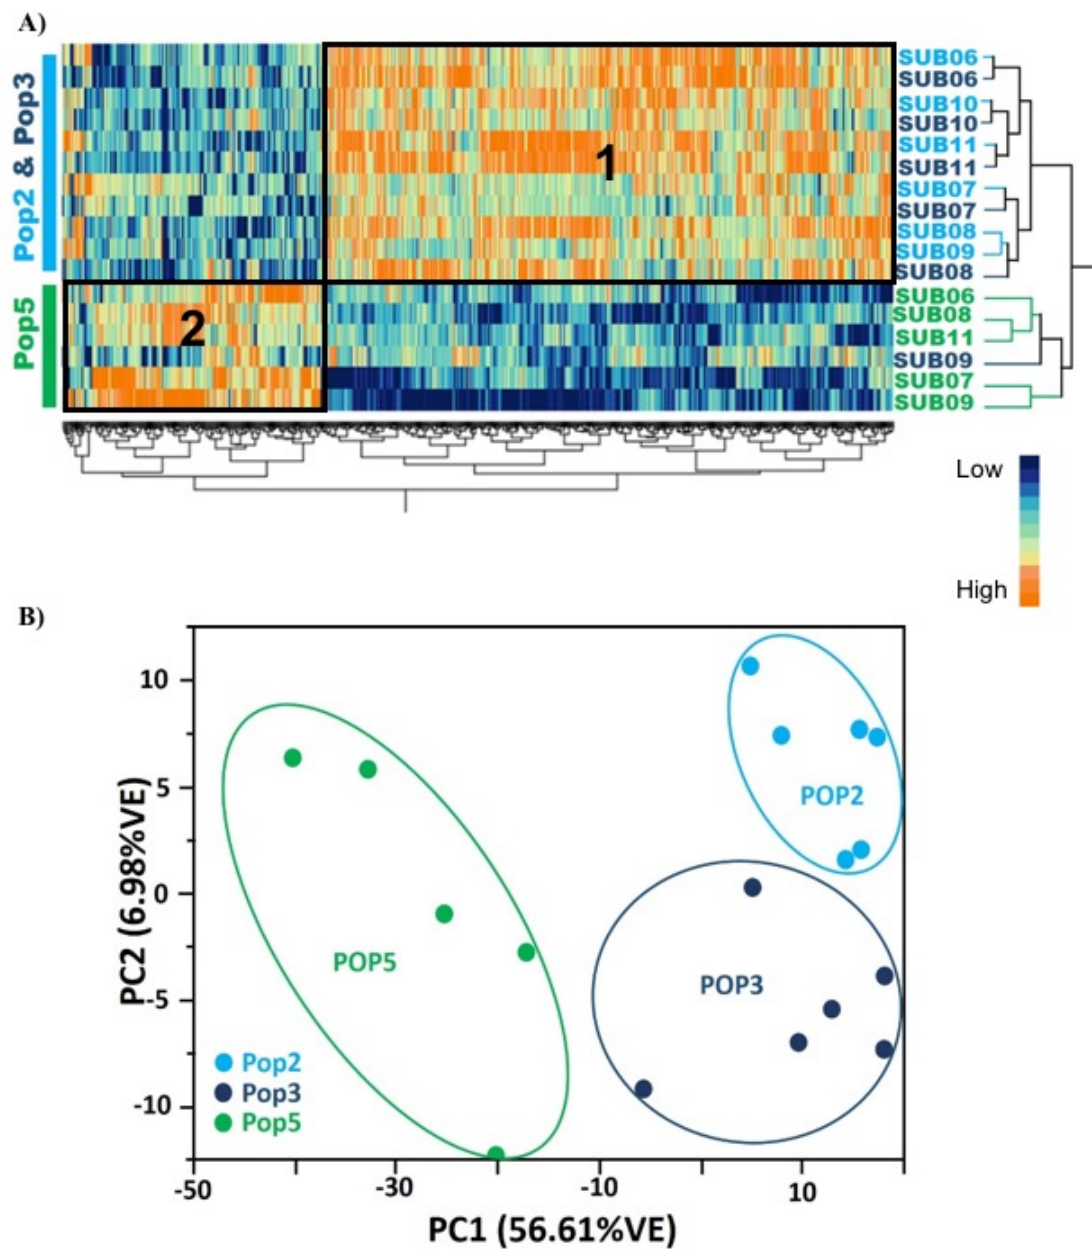 A)
Pop2 & Pop3
Pop5
1
2
SUB06
SUB06
SUB10
SUB10
SUB11
SUB11
SUB07
SUB07
SUB08
SUB09
SUB08
SUB06
SUB08
SUB11
SUB09
SUB07
SUB09
Low
High
B)
PC2 (6.98%VE)
10
5
0
-5
-10
POP2
POP5
POP3
Pop2
Pop3
Pop5
-50
-30
-10
10
PC1 (56.61%VE)